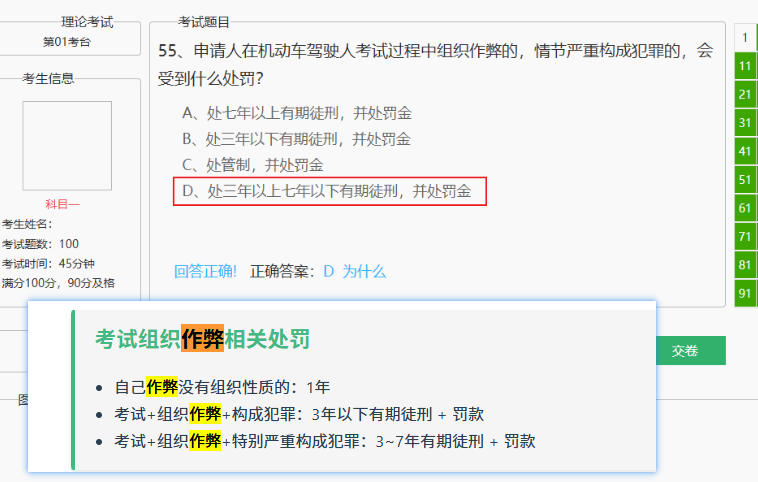 理论考试
第01考台
考生信息
科目一
考生姓名：
考试题数：100
考试时间：45分钟
满分100分，90分及格
考试题目
55、申请人在机动车驾驶人考试过程中组织作弊的，情节严重构成犯罪的，会
受到什么处罚？
A、处七年以上有期徒刑，并处罚金
B、处三年以下有期徒刑，并处罚金
C、处管制，并处罚金
D、处三年以上七年以下有期徒刑，并处罚金
回答正确！ 正确答案：D 为什么
1
11
21
31
41
51
61
71
81
91
交卷
考试组织作弊相关处罚
自己作弊没有组织性质的：1年
考试+组织作弊+构成犯罪：3年以下有期徒刑 + 罚款
考试+组织作弊+特别严重构成犯罪：3~7年有期徒刑 + 罚款